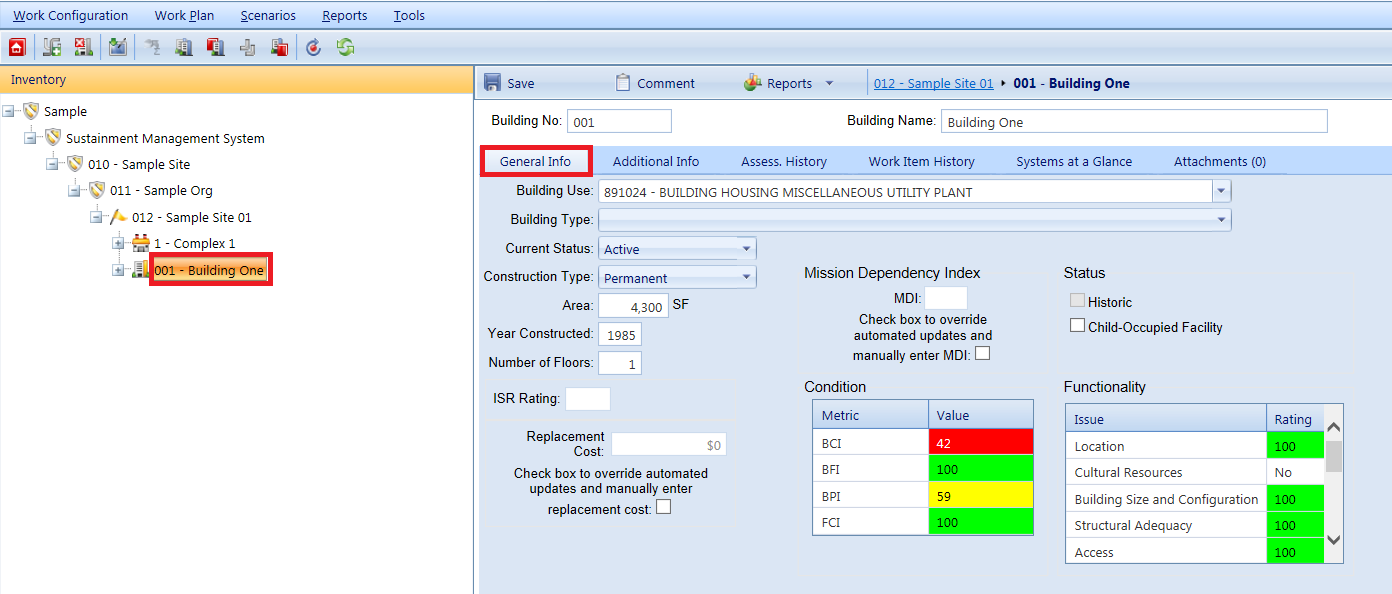 Work Configuration Work Plan Scenarios Reports Tools
Inventory
Sample
Sustainment Management System
010 - Sample Site
011 - Sample Org
012 - Sample Site 01
1 - Complex 1
001 - Building One
Save Comment Reports 012 - Sample Site 01 001 - Building One
Building No: 001 Building Name: Building One
General Info Additional Info Assess. History Work Item History Systems at a Glance Attachments (0)
Building Use: 891024 - BUILDING HOUSING MISCELLANEOUS UTILITY PLANT
Building Type:
Current Status: Active
Construction Type: Permanent
Area: 4,300 SF
Year Constructed: 1985
Number of Floors: 1
ISR Rating:
Replacement
Cost: $0
Check box to override automated
updates and manually enter
replacement cost:
Mission Dependency Index
MDI:
Check box to override
automated updates and
manually enter MDI:
Status
Historic
Child-Occupied Facility
Condition
Metric Value
BCI 42
BFI 100
BPI 59
FCI 100
Functionality
Issue Rating
Location 100
Cultural Resources No
Building Size and Configuration 100
Structural Adequacy 100
Access 100